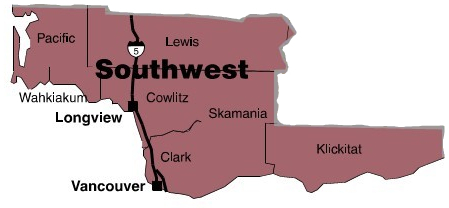 Pacific
Lewis
5
Southwest
Wahkiakum
Cowlitz
Longview
Skamania
Clark
Klickitat
Vancouver